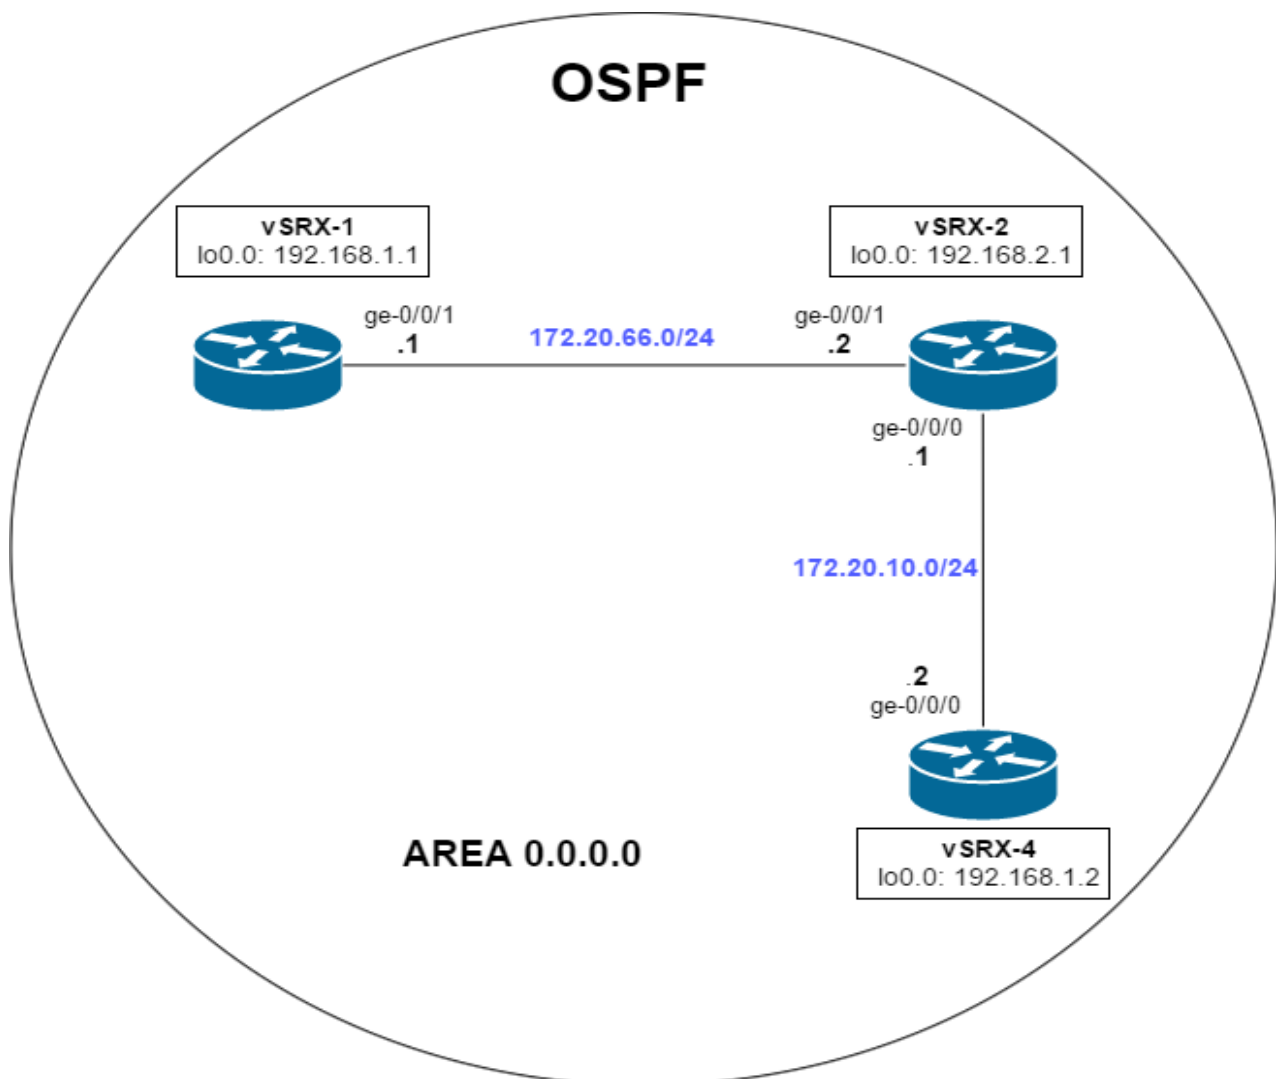 OSPF
vSRX-1
lo0.0: 192.168.1.1
vSRX-2
lo0.0: 192.168.2.1
ge-0/0/1
.1
172.20.66.0/24
ge-0/0/1
.2
ge-0/0/0
.1
172.20.10.0/24
.2
ge-0/0/0
AREA 0.0.0.0
vSRX-4
lo0.0: 192.168.1.2